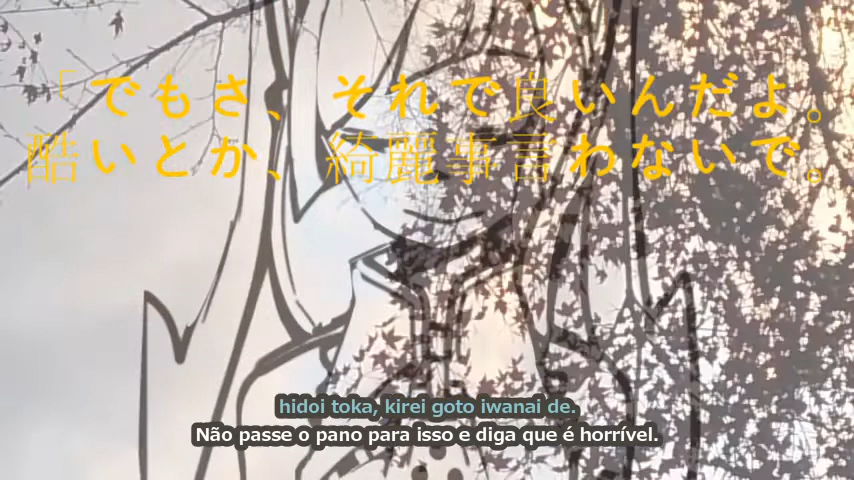 「でもさ、それで良いんだよ。
酷いとか、綺麗事言わないで。
hidoi toka, kirei goto iwanai de.
Não passe o pano para isso e diga que é horrível.